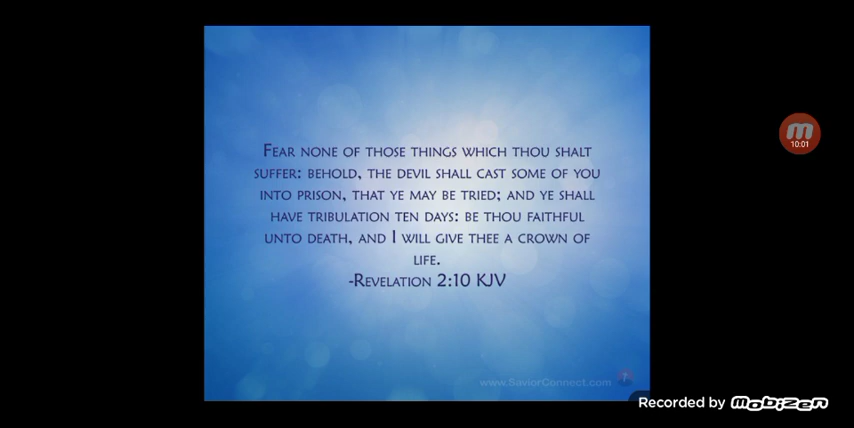 Fear none of those things which thou shalt
suffer: behold, the devil shall cast some of you
into prison, that ye may be tried; and ye shall
have tribulation ten days: be thou faithful
unto death, and I will give thee a crown of
life.
-Revelation 2:10 KJV
www.SaviorConnect.com
10:01
Recorded by mobizen